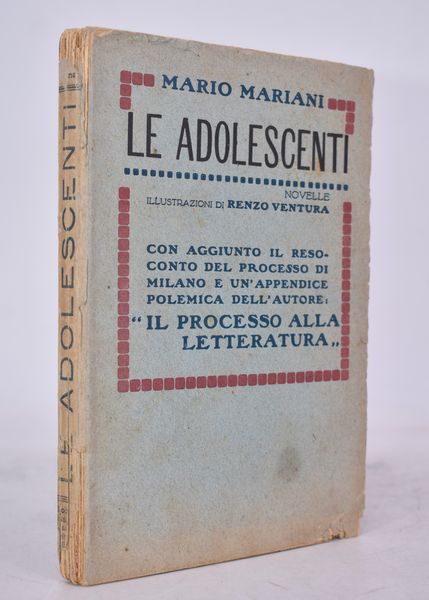 MARIO MARIANI
LE ADOLESCENTI
NOVELLE
ILLUSTRAZIONI DI RENZO VENTURA
CON AGGIUNTO IL RESO-
CONTO DEL PROCESSO DI
MILANO E UN'APPENDICE
POLEMICA DELL'AUTORE:
“IL PROCESSO ALLA
LETTERATURA„
LE ADOLESCENTI